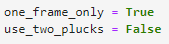 one_frame_only = True
use_two_plucks = False